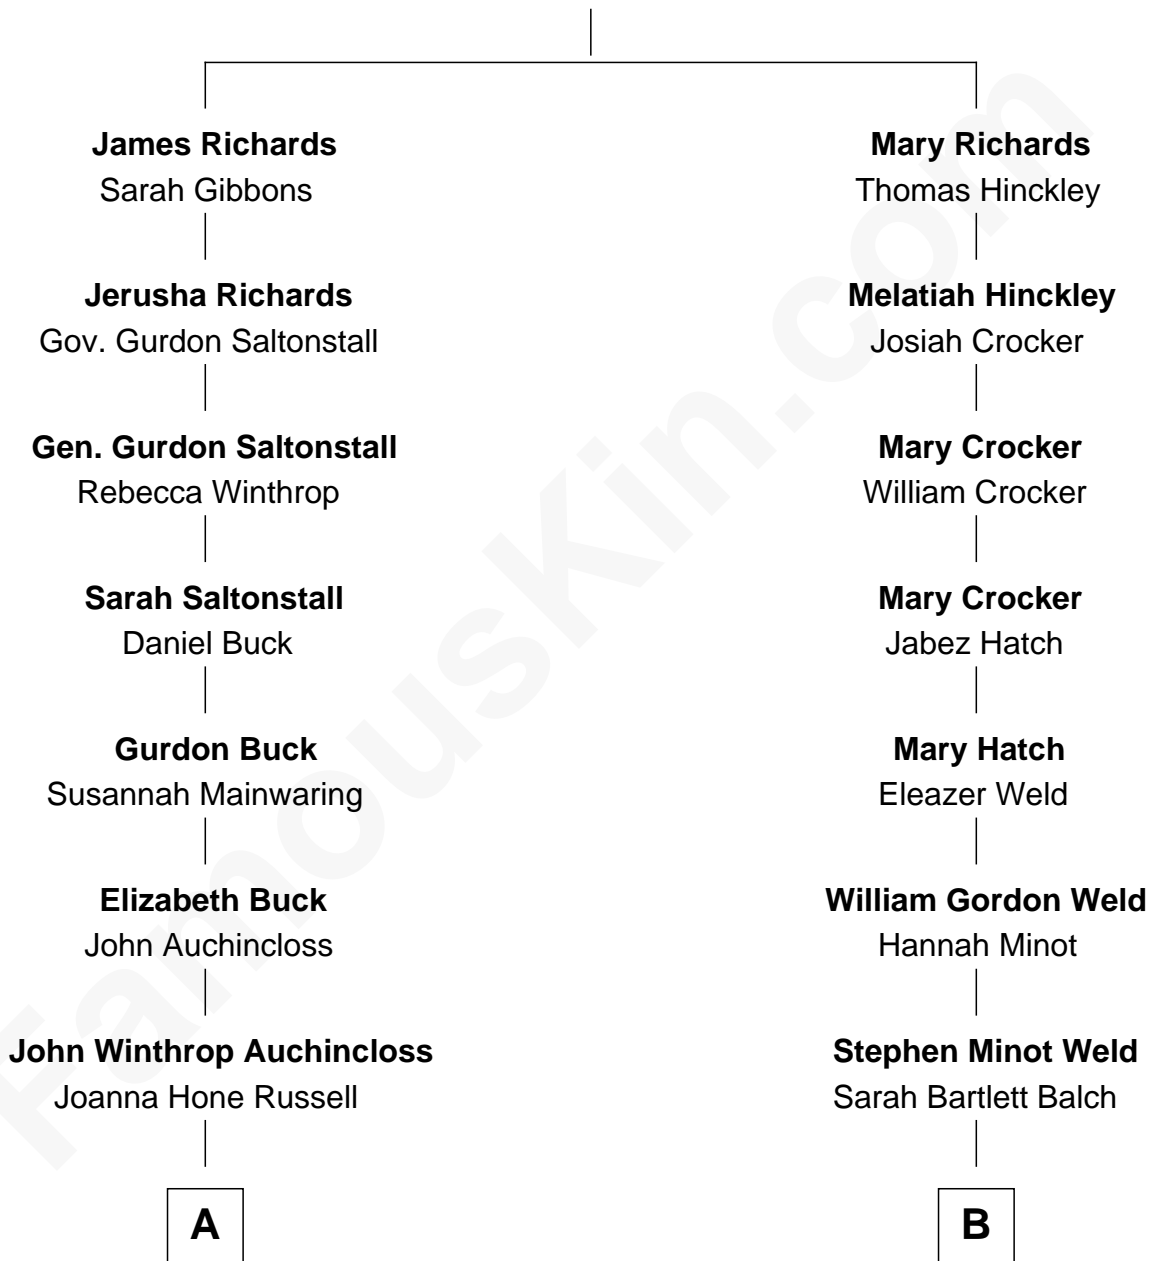 James Richards
Sarah Gibbons
Mary Richards
Thomas Hinckley
Jerusha Richards
Gov. Gurdon Saltonstall
Melatiah Hinckley
Josiah Crocker
Gen. Gurdon Saltonstall
Rebecca Winthrop
Mary Crocker
William Crocker
Sarah Saltonstall
Daniel Buck
Mary Crocker
Jabez Hatch
Gurdon Buck
Susannah Mainwaring
Mary Hatch
Eleazer Weld
Elizabeth Buck
John Auchincloss
William Gordon Weld
Hannah Minot
John Winthrop Auchincloss
Joanna Hone Russell
Stephen Minot Weld
Sarah Bartlett Balch
A
B
FamousKin.com